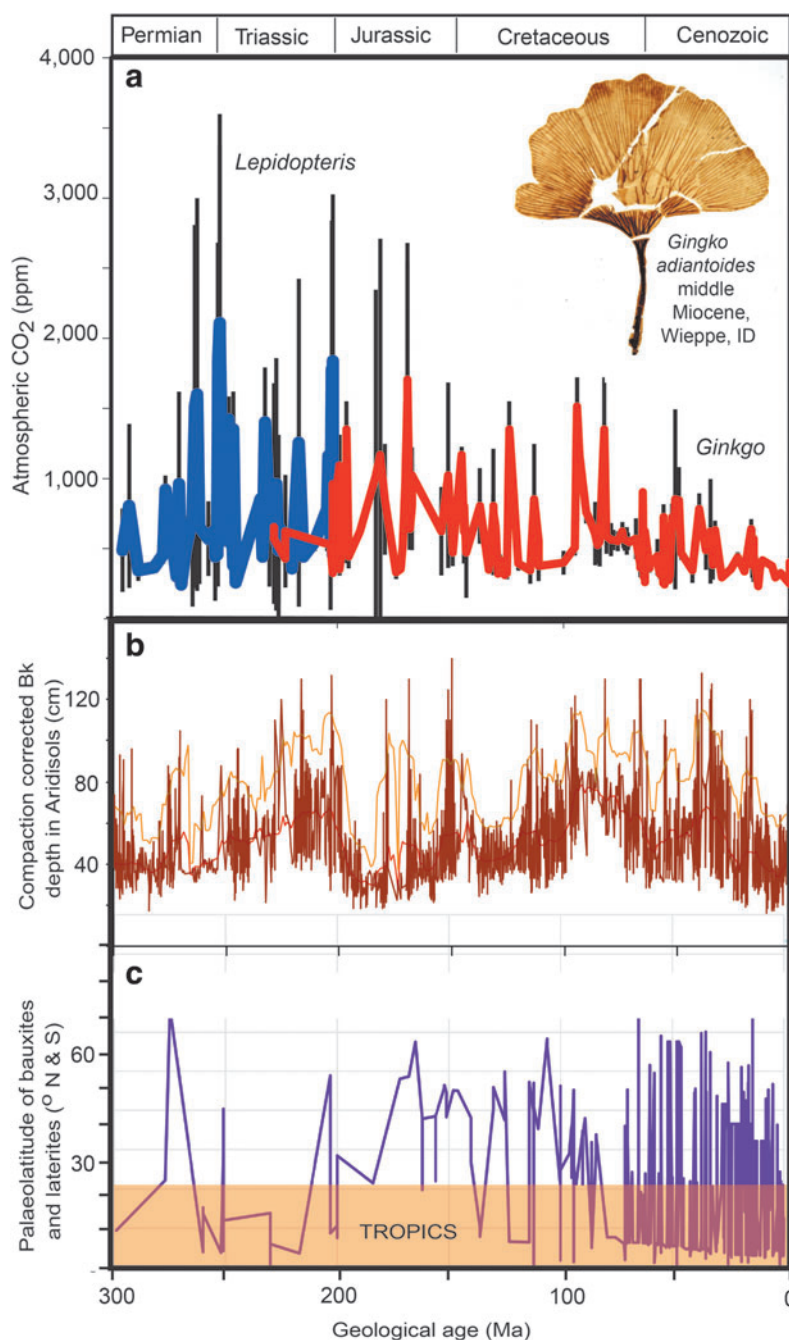 Permian Triassic Jurassic Cretaceous Cenozoic
4,000
a
Lepidopteris
3,000
Gingko
adiantoides
middle
Miocene,
Wieppe, ID
2,000
Ginkgo
1,000
Atmospheric CO2 (ppm)
b
120
80
40
Compaction corrected Bk
depth in Aridisols (cm)
c
60
30
TROPICS
Palaeolatitude of bauxites
and laterites (° N & S)
300 200 100 0
Geological age (Ma)